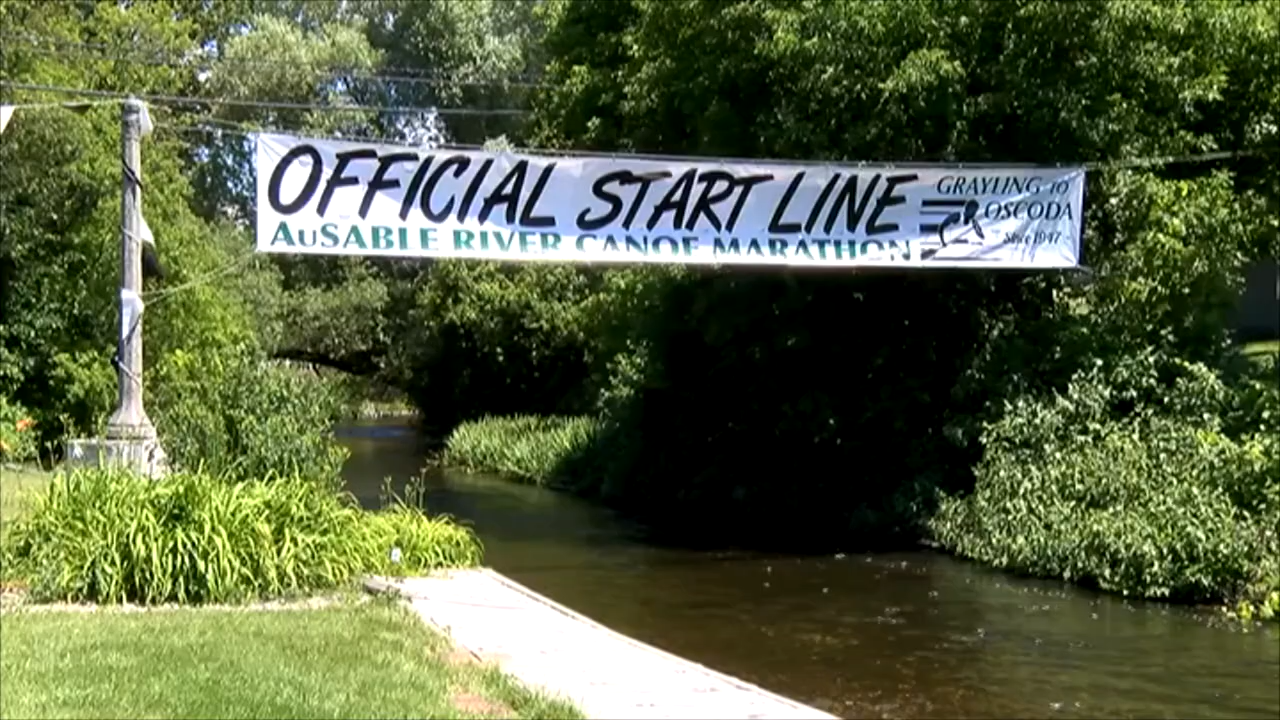 OFFICIAL START LINE
AuSABLE RIVER CANOE MARATHON
GRAYLING to
OSCODA
Since 1947